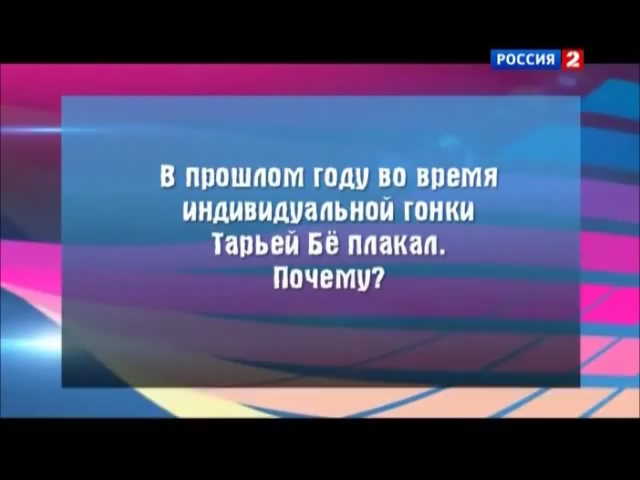 РОССИЯ 2
В прошлом году во время
индивидуальной гонки
Тарьей Бё плакал.
Почему?